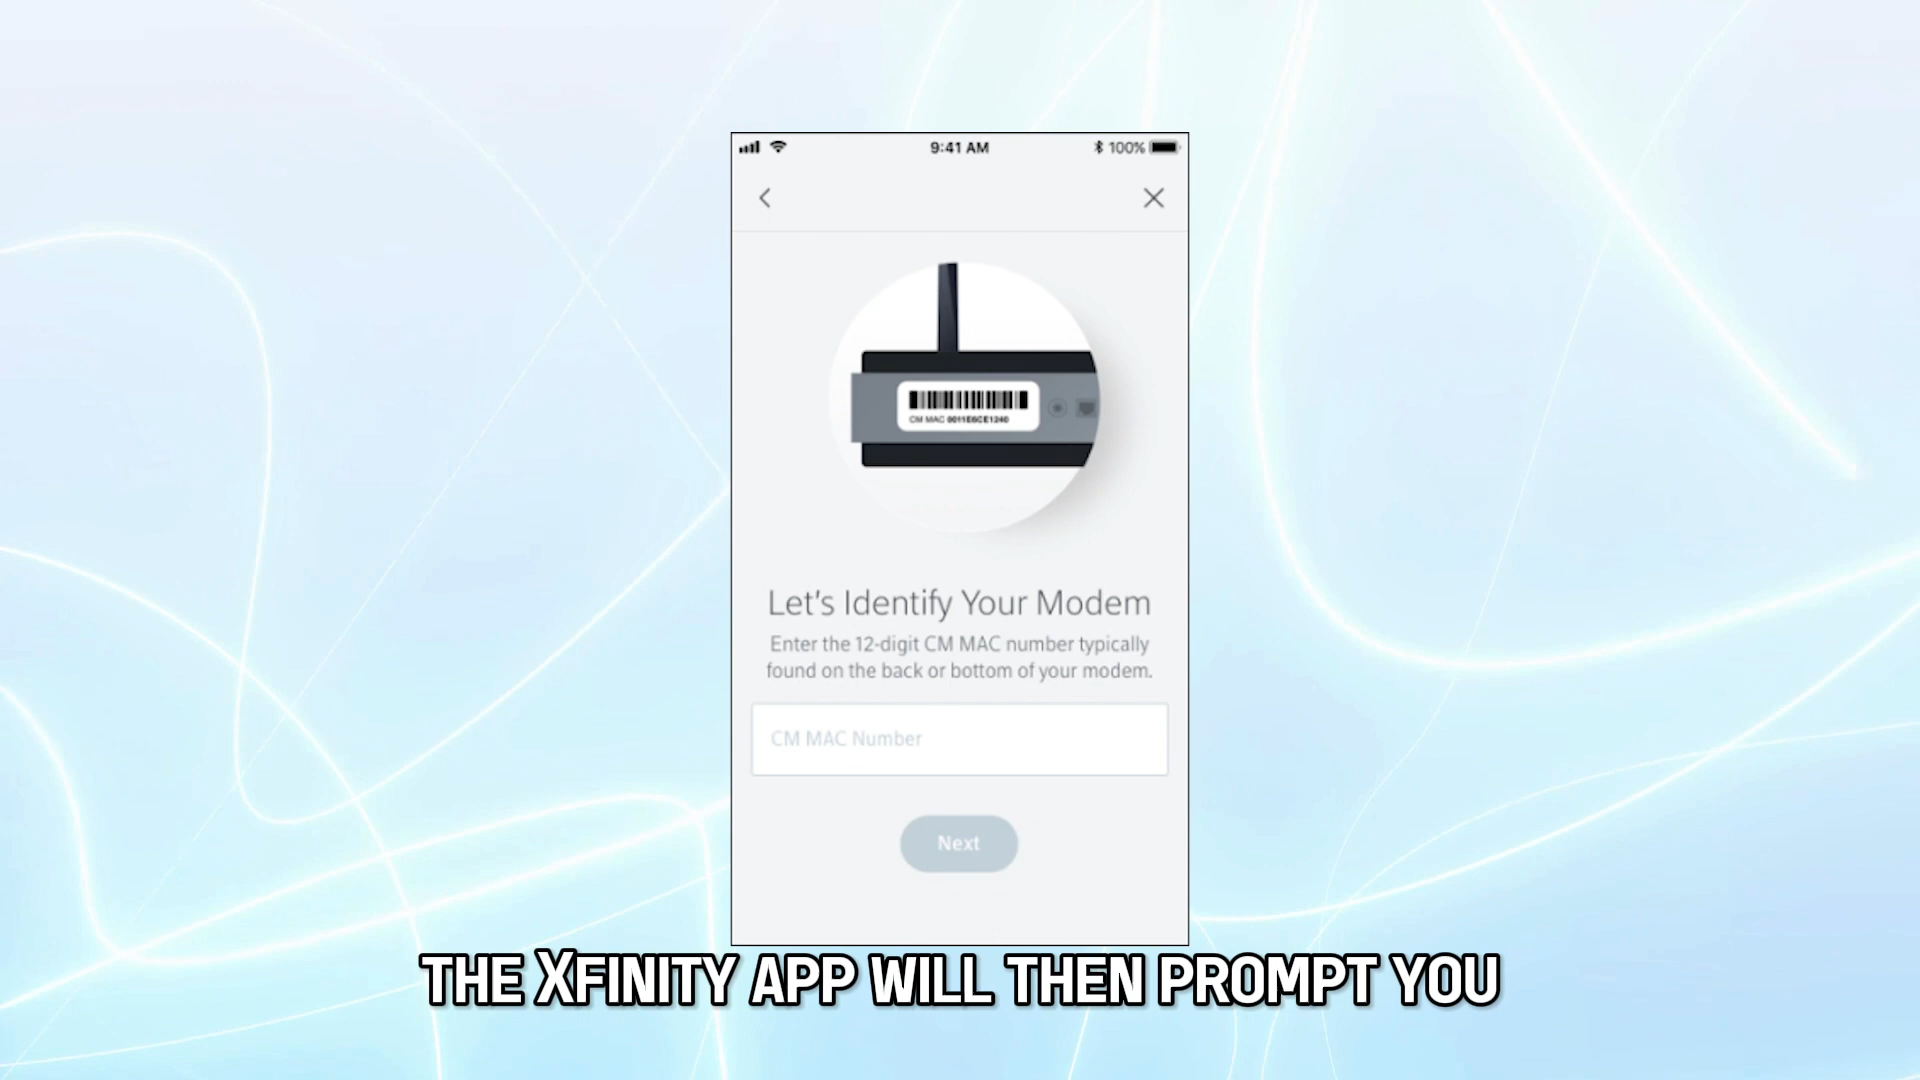 9:41 AM
100%
CM MAC 0011E6CE1240
Let's Identify Your Modem
Enter the 12-digit CM MAC number typically
found on the back or bottom of your modem.
CM MAC Number
Next
THE XFINITY APP WILL THEN PROMPT YOU